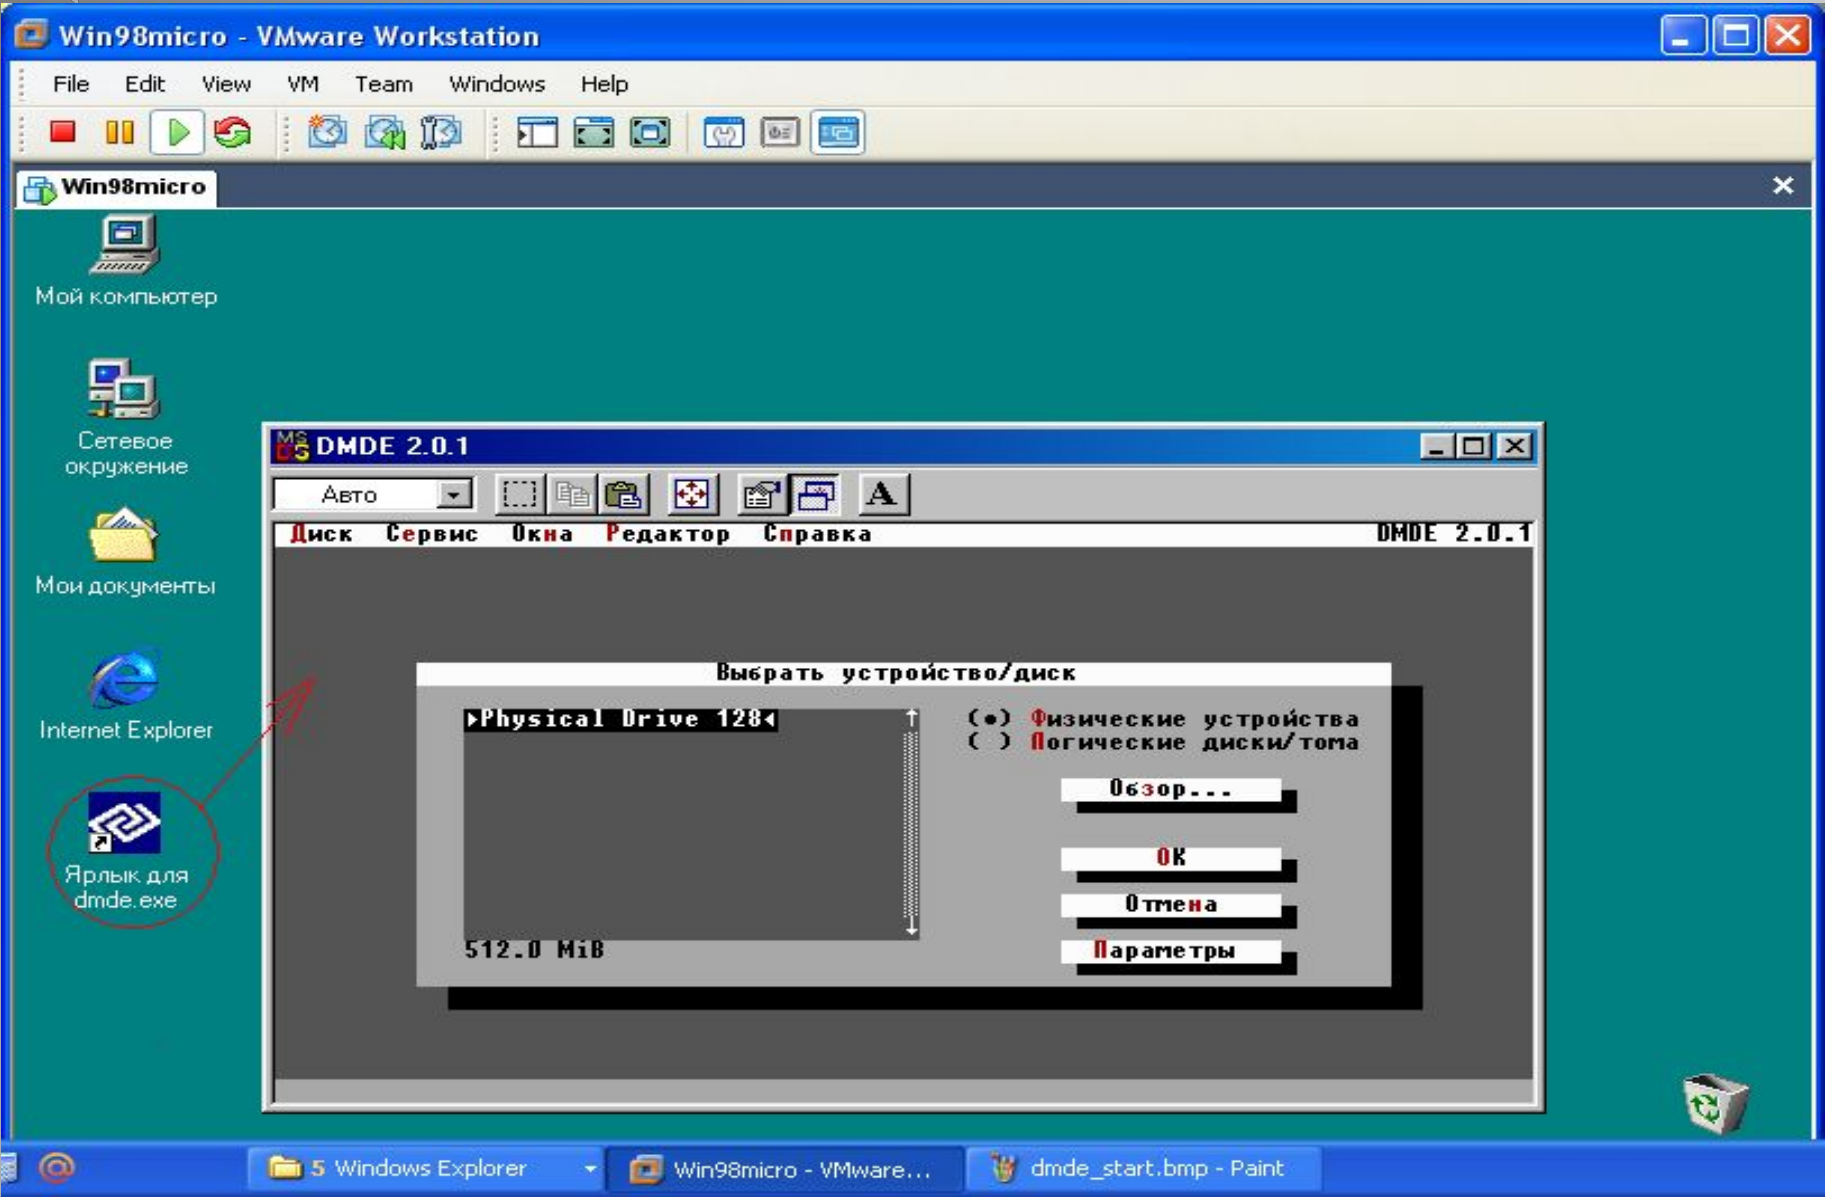 Win98micro - VMware Workstation
File Edit View VM Team Windows Help
Win98micro
Мой компьютер
Сетевое
окружение
Мои документы
Internet Explorer
Ярлык для
dmde.exe
DMDE 2.0.1
Авто
A
Диск Сервис Окна Редактор Справка DMDE 2.0.1
Выбрать устройство/диск
Physical Drive 128
(•) Физические устройства
( ) Логические диски/тома
Обзор...
ОК
Отмена
Параметры
512.0 MiB
5 Windows Explorer
Win98micro - VMware...
dmde_start.bmp - Paint